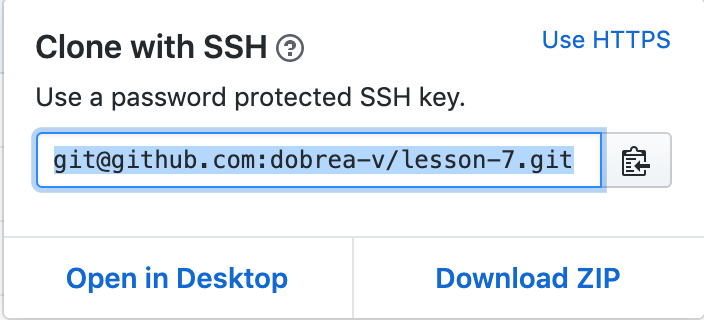 Clone with SSH ?
Use HTTPS
Use a password protected SSH key.
git@github.com:dobrea-v/lesson-7.git
Open in Desktop
Download ZIP